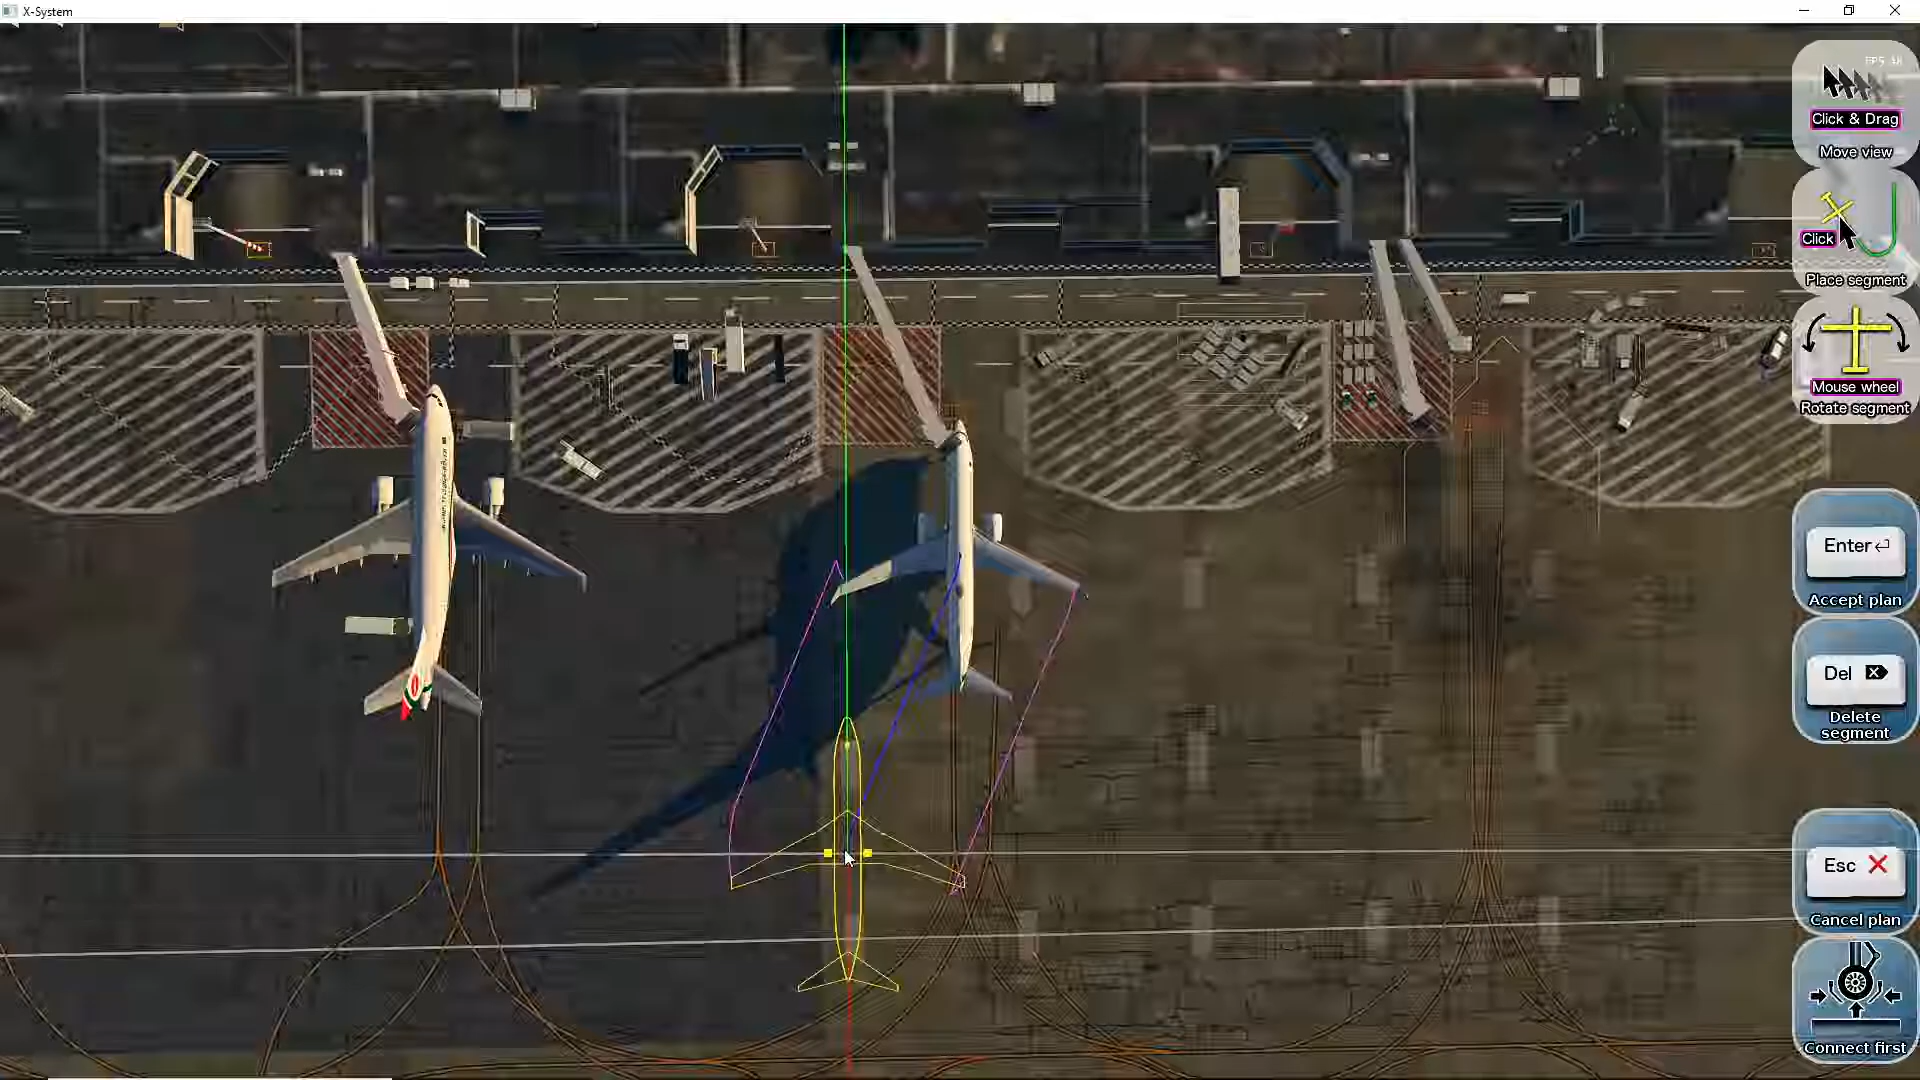 X-System
Click & Drag
Move view
Click
Place segment
Mouse wheel
Rotate segment
Enter
Accept plan
Del
Delete
segment
Esc
Cancel plan
Connect first